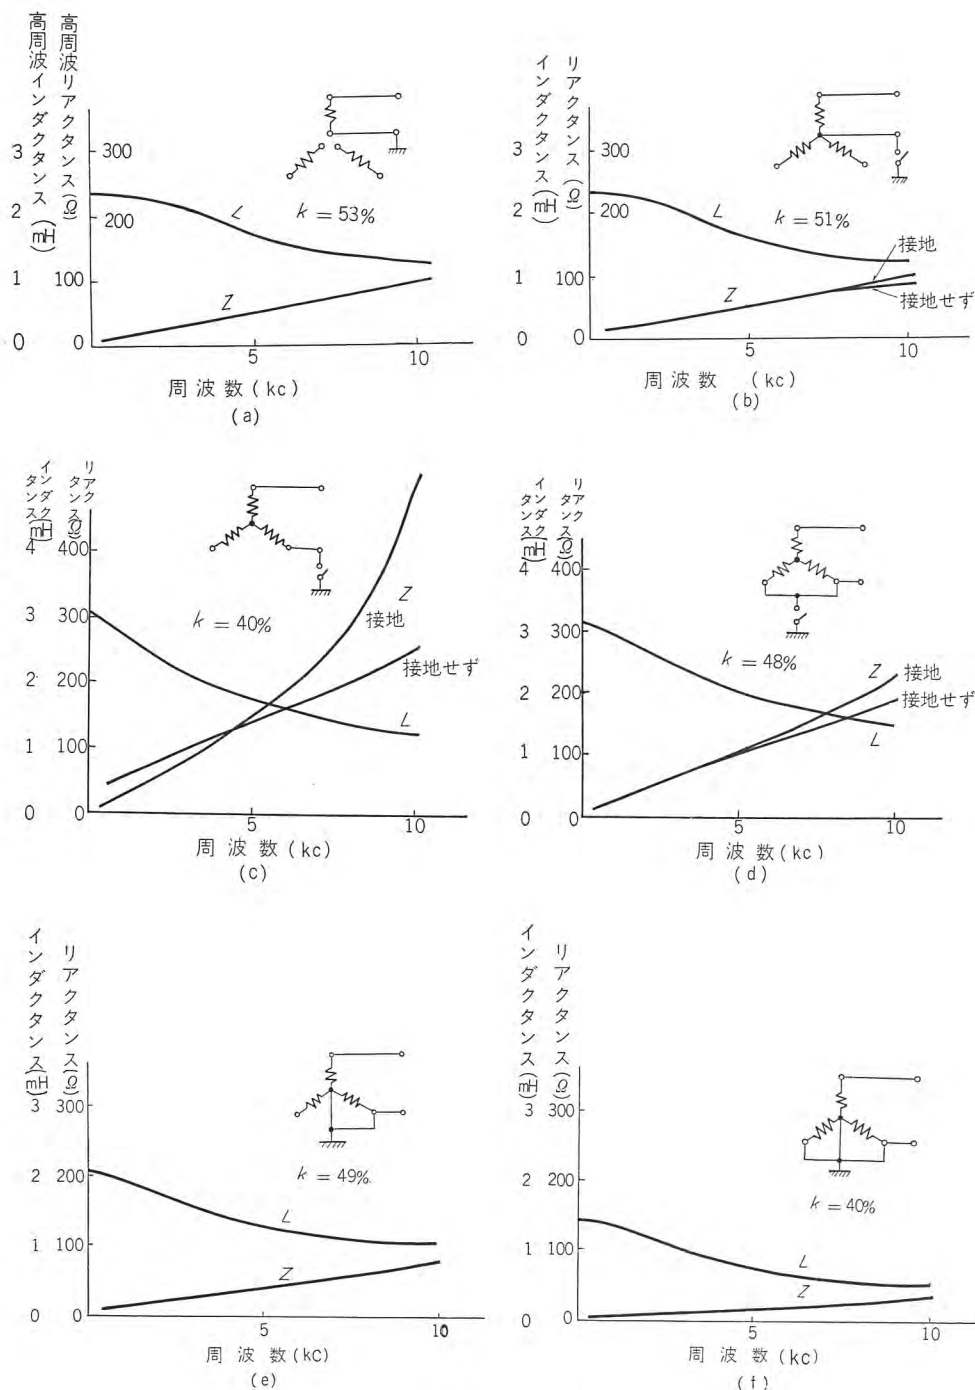 高周波インダクタンス(mH)
高周波リアクタンス(Ω)
3
2
1
0
300
200
100
0
L
k = 53%
Z
5
10
周波数(kc)
(a)
インダクタンス(mH)
リアクタンス(Ω)
3
2
1
0
300
200
100
0
L
k = 51%
接地
Z
接地せず
5
10
周波数 (kc)
(b)
インダクタンス(mH)
リアクタンス(Ω)
4
3
2
1
0
400
300
200
100
0
k = 40%
Z
接地
接地せず
L
5
10
周波数(kc)
(c)
インダクタンス(mH)
リアクタンス(Ω)
4
3
2
1
0
400
300
200
100
0
k = 48%
Z
接地
接地せず
L
5
10
周波数(kc)
(d)
インダクタンス(mH)
リアクタンス(Ω)
3
2
1
0
300
200
100
0
k = 49%
L
Z
5
10
周波数(kc)
(e)
インダクタンス(mH)
リアクタンス(Ω)
3
2
1
0
300
200
100
0
k = 40%
L
Z
5
10
周波数(kc)
(f)